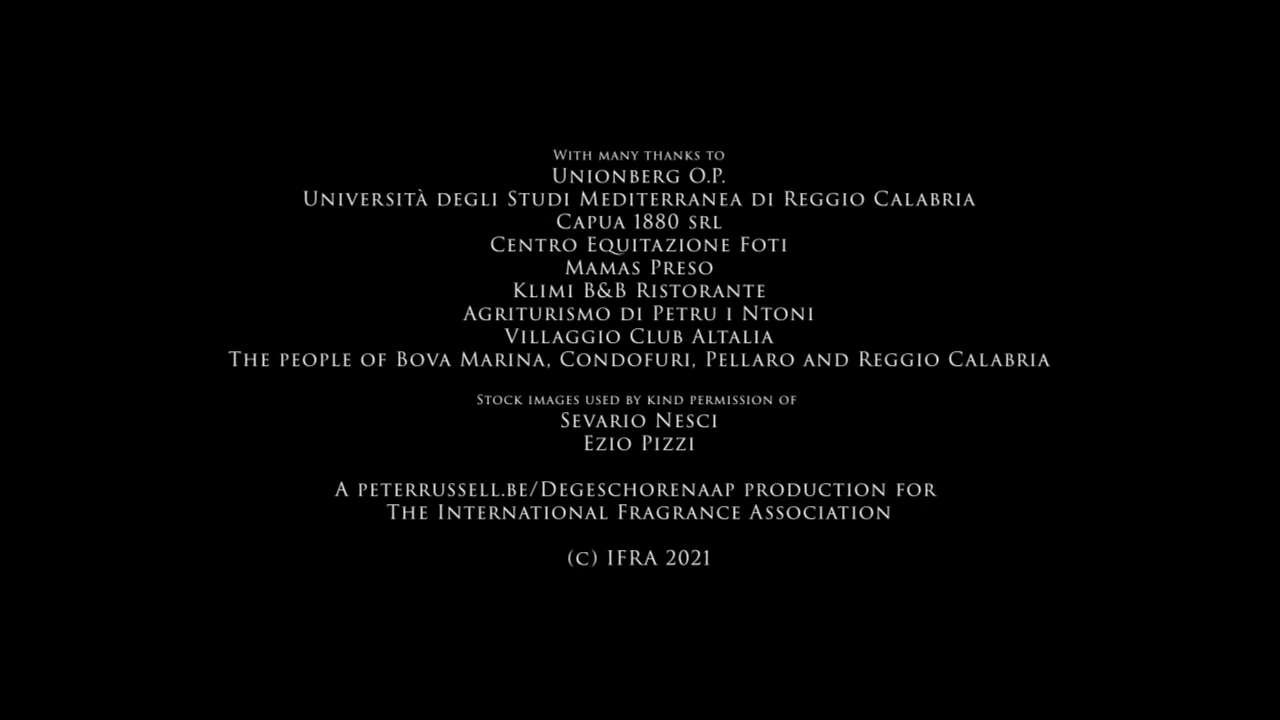 With many thanks to
Unionberg O.P.
Università degli Studi Mediterranea di Reggio Calabria
Capua 1880 srl
Centro Equitazione Foti
Mamas Preso
Klimi B&B Ristorante
Agriturismo di Petru i Ntoni
Villaggio Club Altalia
The people of Bova Marina, Condofuri, Pellaro and Reggio Calabria
Stock images used by kind permission of
Sevario Nesci
Ezio Pizzi
A peterrussell.be/Degeschorenaap production for
The International Fragrance Association
(c) IFRA 2021